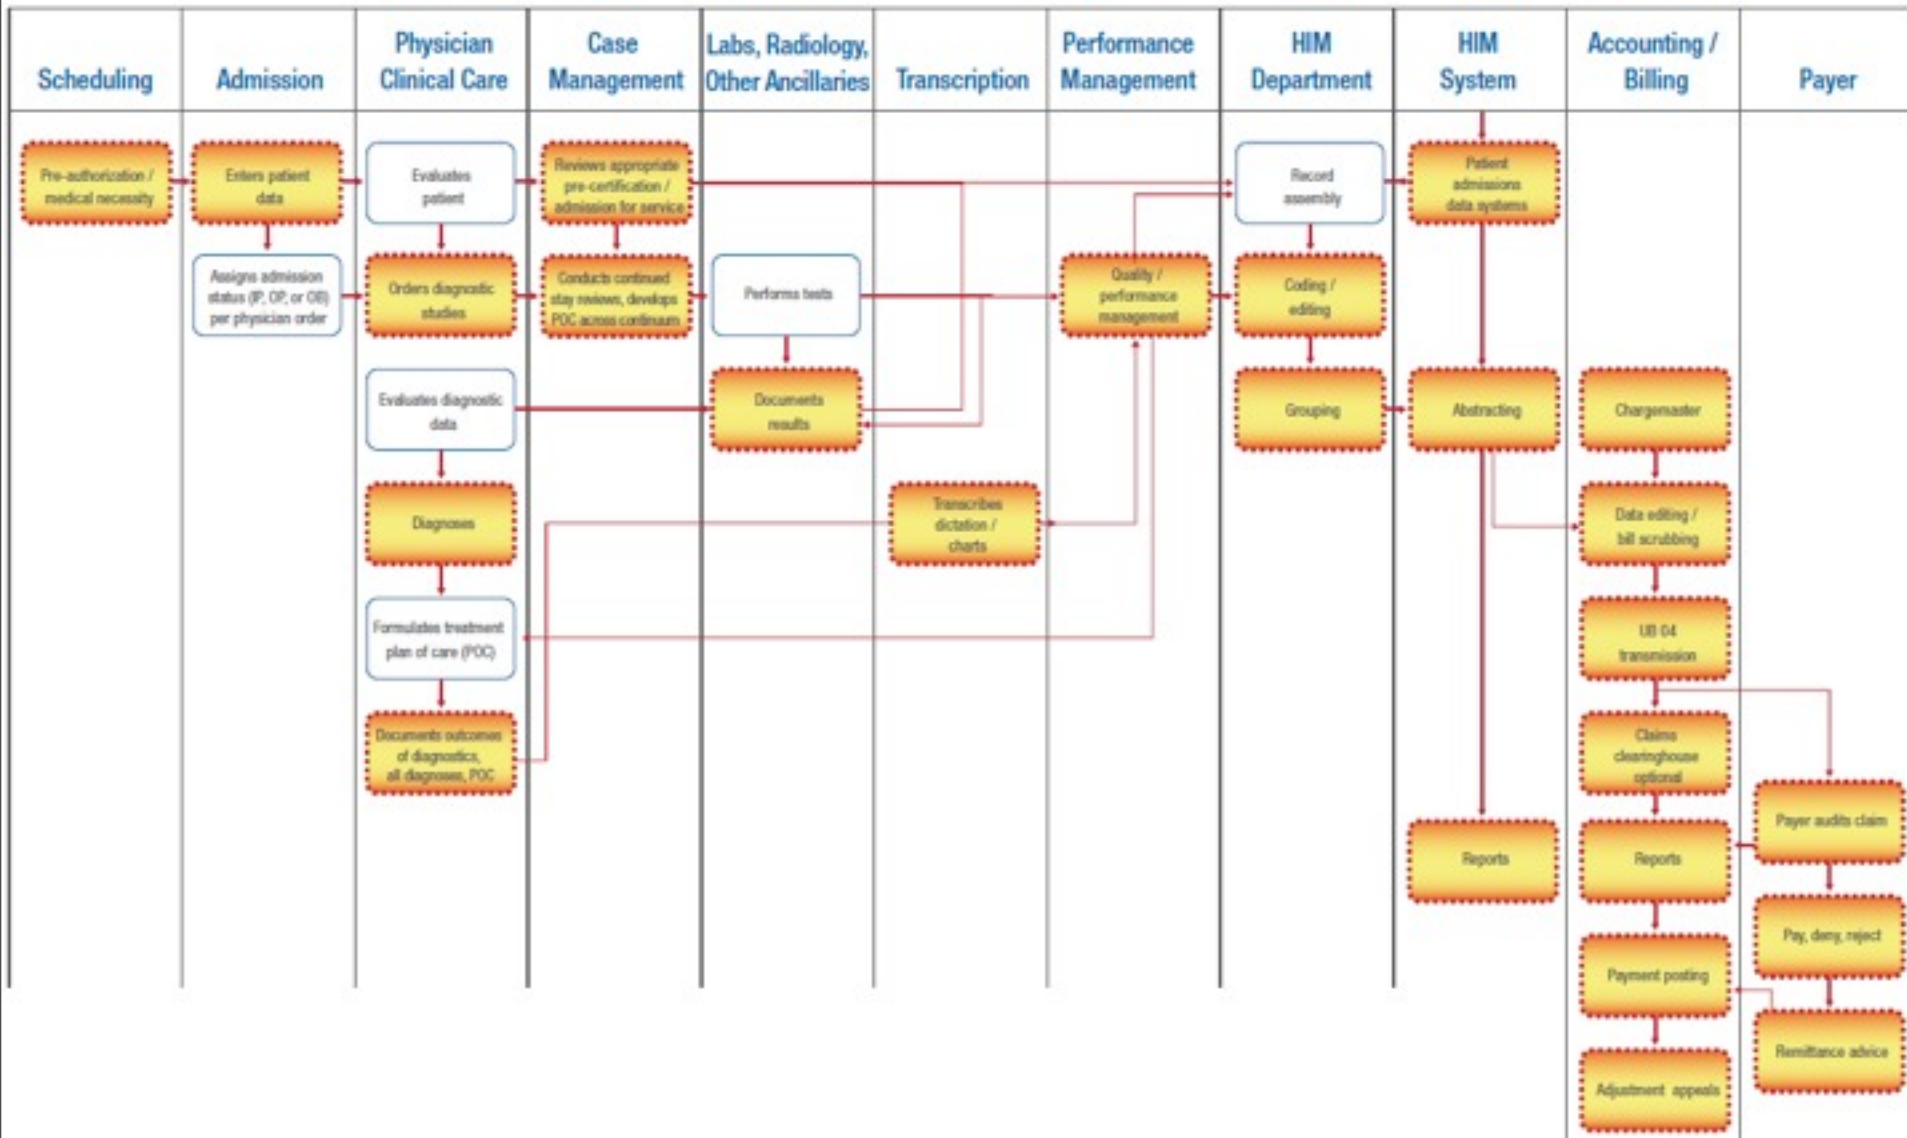 Scheduling
Admission
Physician
Clinical Care
Case
Management
Labs, Radiology,
Other Ancillaries
Transcription
Performance
Management
HIM
Department
HIM
System
Accounting /
Billing
Payer
Pre-authorization /
medical necessity
Enters patient
data
Assigns admission
status (IP, OP, or OB)
per physician order
Evaluates
patient
Orders diagnostic
studies
Evaluates diagnostic
data
Diagnoses
Formulates treatment
plan of care (POC)
Documents outcomes
of diagnostics,
all diagnoses, POC
Reviews appropriate
pre-certification /
admission for service
Conducts continued
stay reviews, develops
POC across continuum
Performs tests
Documents
results
Transcribes
dictation /
charts
Quality /
performance
management
Record
assembly
Coding /
editing
Grouping
Patient
admissions
data systems
Abstracting
Reports
Chargemaster
Data editing /
bill scrubbing
UB 04
transmission
Claims
clearinghouse
optional
Reports
Payment posting
Adjustment appeals
Payer audits claim
Pay, deny, reject
Remittance advice